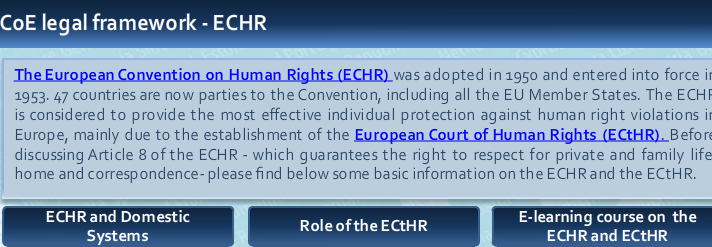 CoE legal framework - ECHR
The European Convention on Human Rights (ECHR) was adopted in 1950 and entered into force in
1953. 47 countries are now parties to the Convention, including all the EU Member States. The ECHR
is considered to provide the most effective individual protection against human right violations in
Europe, mainly due to the establishment of the European Court of Human Rights (ECtHR). Before
discussing Article 8 of the ECHR - which guarantees the right to respect for private and family life,
home and correspondence- please find below some basic information on the ECHR and the ECtHR.
ECHR and Domestic
Systems
Role of the ECtHR
E-learning course on the
ECHR and ECtHR